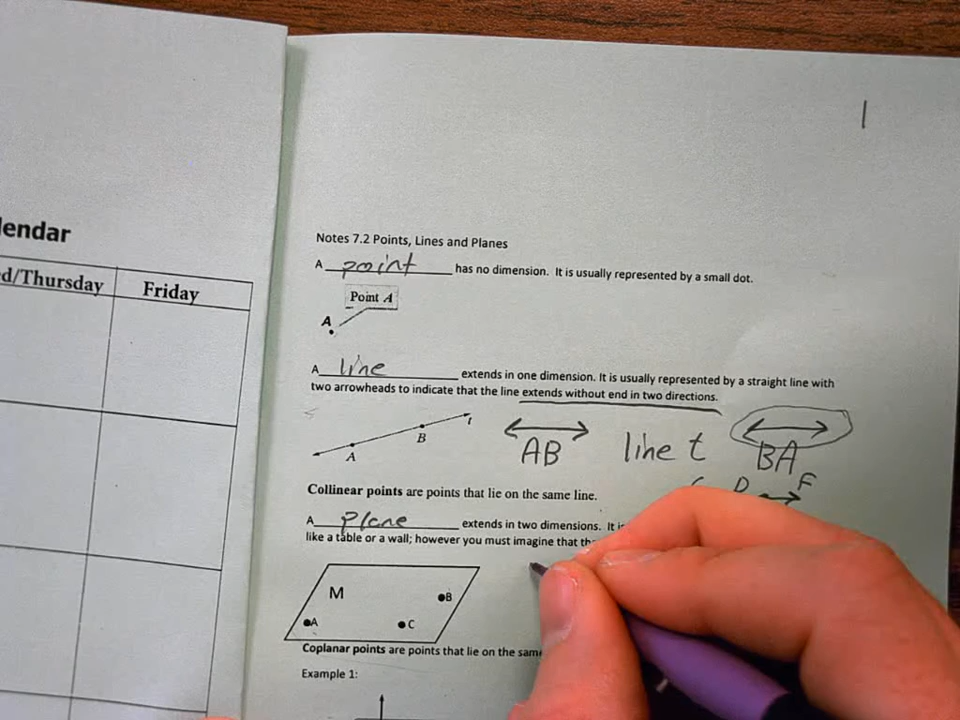 1
lendar
d/Thursday
Friday
Notes 7.2 Points, Lines and Planes
A point has no dimension. It is usually represented by a small dot.
Point A
A
A line extends in one dimension. It is usually represented by a straight line with
two arrowheads to indicate that the line extends without end in two directions.
A B t
AB line t BA
D F
Collinear points are points that lie on the same line.
A plane extends in two dimensions. It is
like a table or a wall; however you must imagine that the
M
A C B
Coplanar points are points that lie on the same
Example 1: